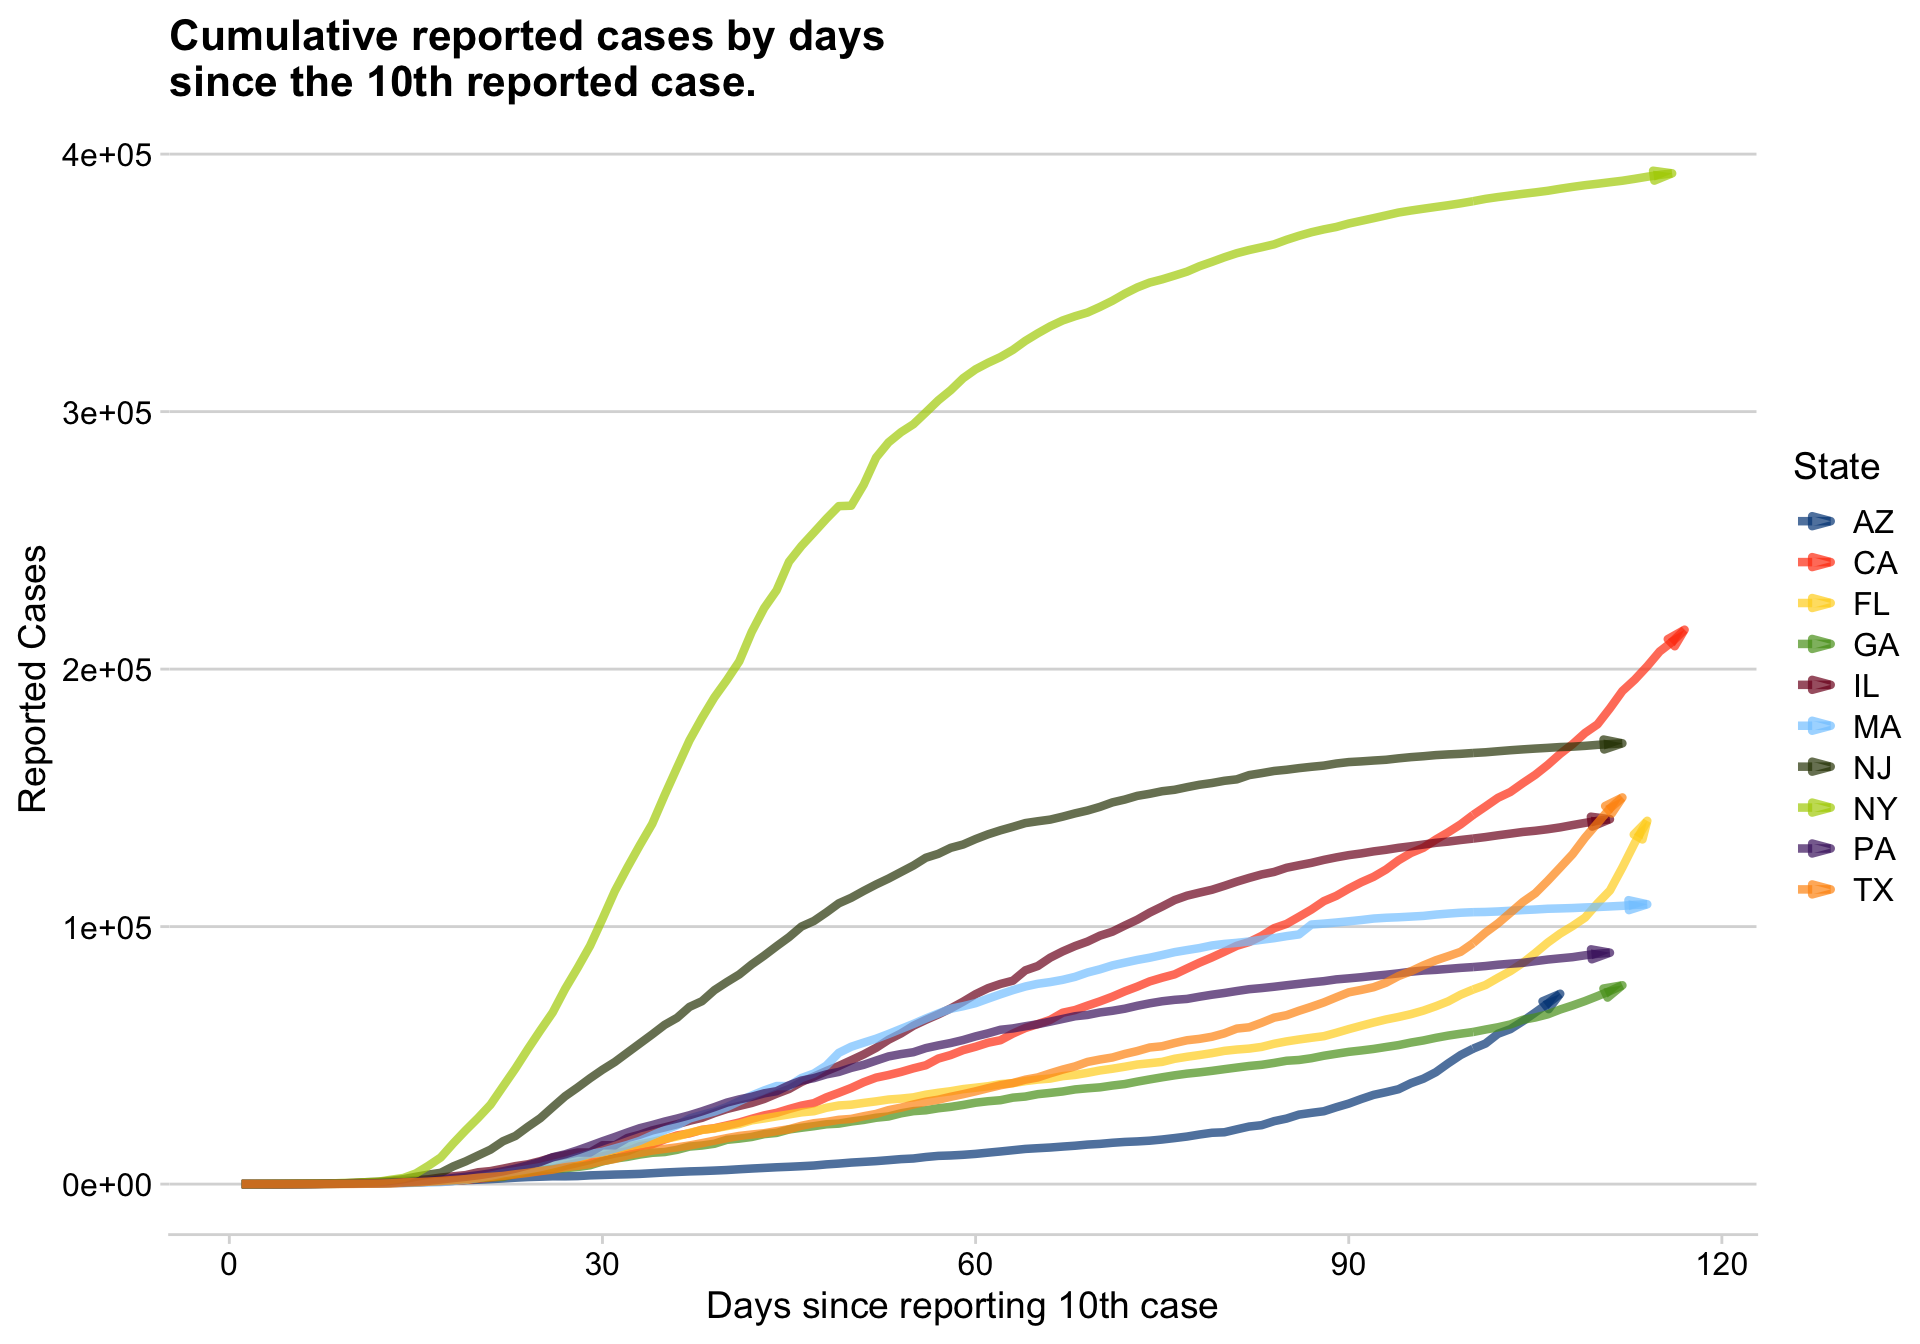 Cumulative reported cases by days
since the 10th reported case.
4e+05
3e+05
2e+05
1e+05
0e+00
Reported Cases
0
30
60
90
120
Days since reporting 10th case
State
AZ
CA
FL
GA
IL
MA
NJ
NY
PA
TX